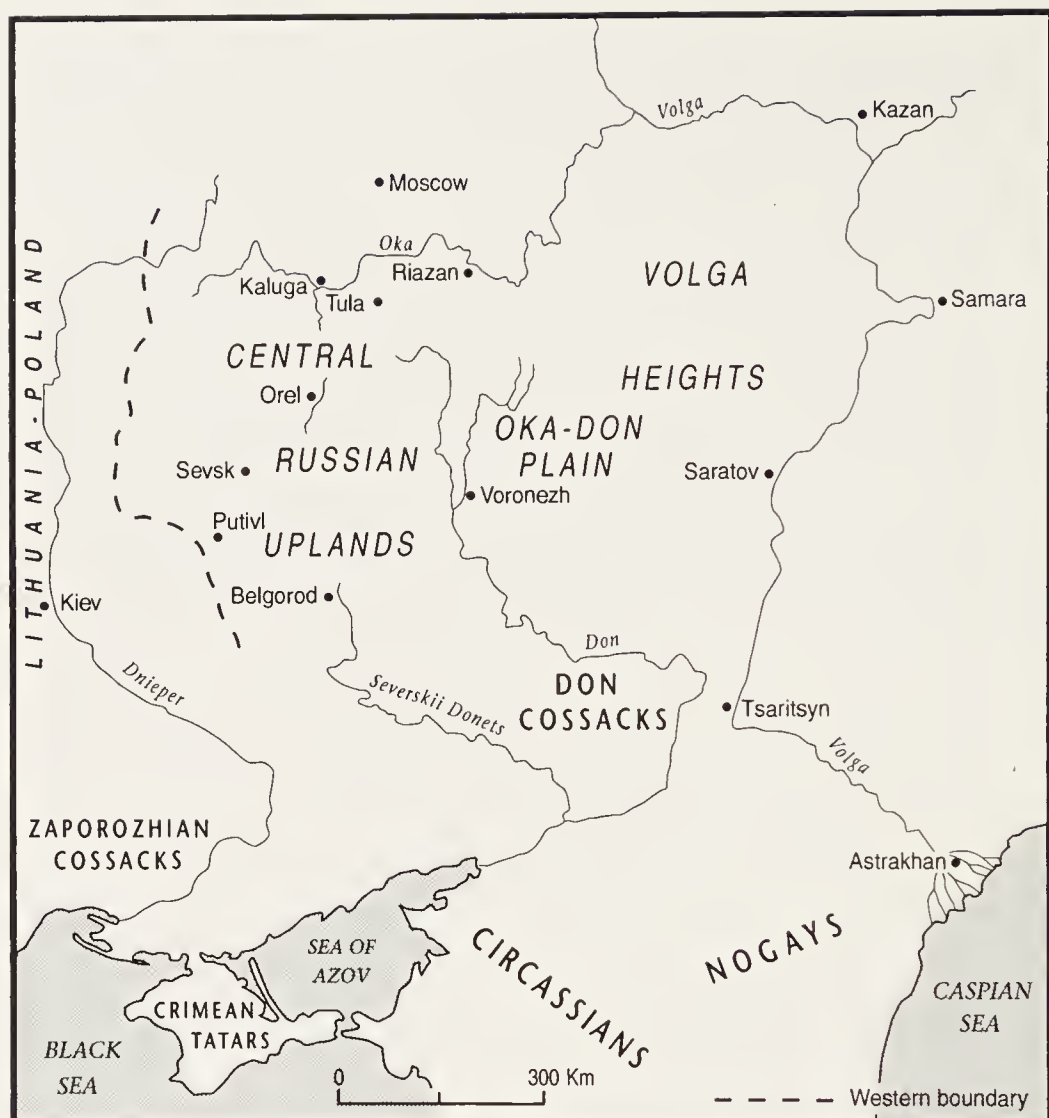 Volga
Kazan
Moscow
Oka
Riazan
Kaluga
Tula
VOLGA
HEIGHTS
Samara
CENTRAL
RUSSIAN
UPLANDS
Orel
OKA-DON
PLAIN
Sevsk
Voronezh
Saratov
Putivl
LITHUANIA-POLAND
Kiev
Belgorod
Dnieper
Severskii Donets
Don
DON
COSSACKS
Tsaritsyn
Volga
ZAPOROZHIAN
COSSACKS
Astrakhan
SEA OF
AZOV
CIRCASSIANS
NOGAYS
CRIMEAN
TATARS
BLACK
SEA
CASPIAN
SEA
0 300 Km
Western boundary